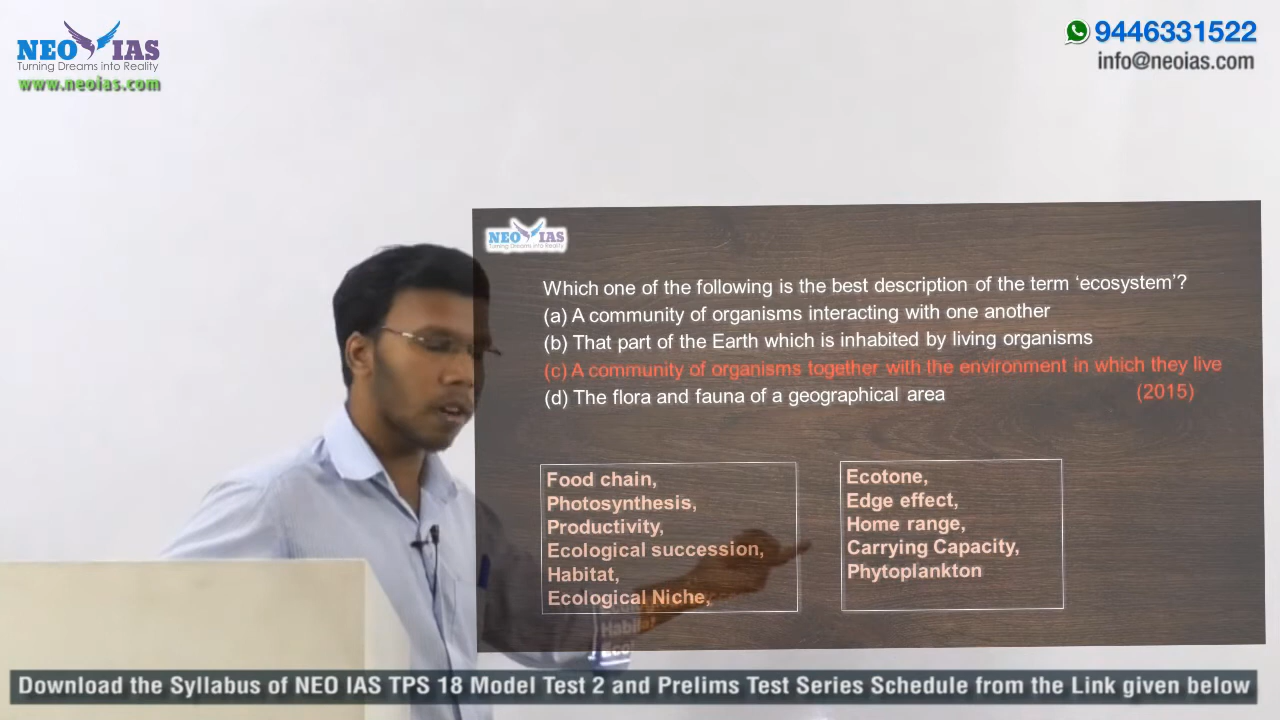 NEO IAS
Turning Dreams into Reality
www.neoias.com
9446331522
info@neoias.com
NEO IAS
Turning Dreams into Reality
Which one of the following is the best description of the term ‘ecosystem’?
(a) A community of organisms interacting with one another
(b) That part of the Earth which is inhabited by living organisms
(c) A community of organisms together with the environment in which they live
(d) The flora and fauna of a geographical area
(2015)
Food chain,
Photosynthesis,
Productivity,
Ecological succession,
Habitat,
Ecological Niche,
Ecotone,
Edge effect,
Home range,
Carrying Capacity,
Phytoplankton
Habitat
Download the Syllabus of NEO IAS TPS 18 Model Test 2 and Prelims Test Series Schedule from the Link given below